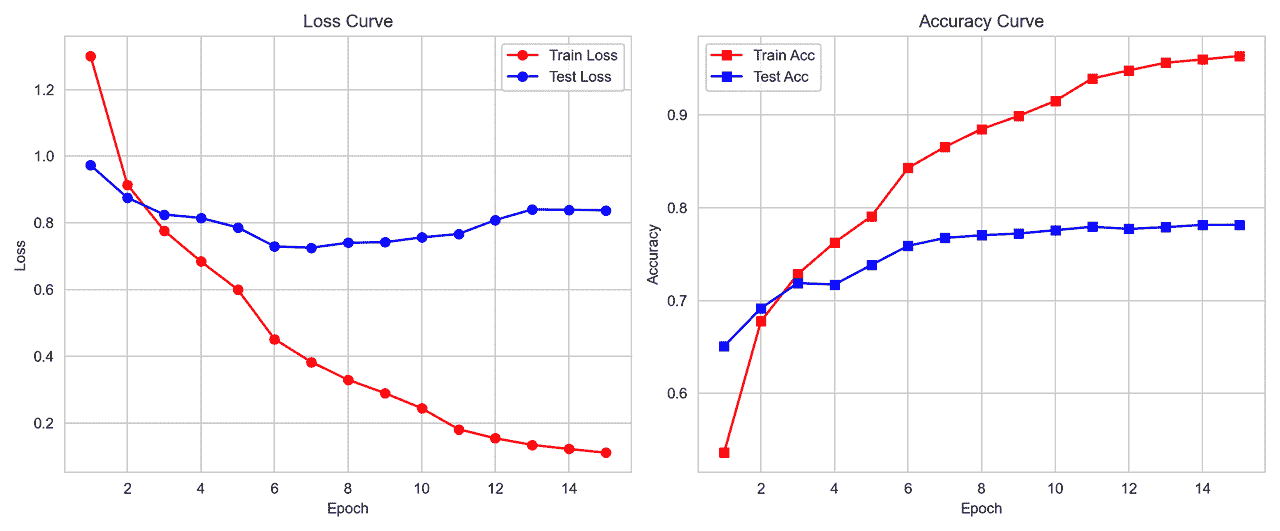 Loss Curve
Train Loss
Test Loss
1.2
1.0
0.8
0.6
0.4
0.2
Loss
2 4 6 8 10 12 14
Epoch
Accuracy Curve
Train Acc
Test Acc
0.9
0.8
0.7
0.6
Accuracy
2 4 6 8 10 12 14
Epoch